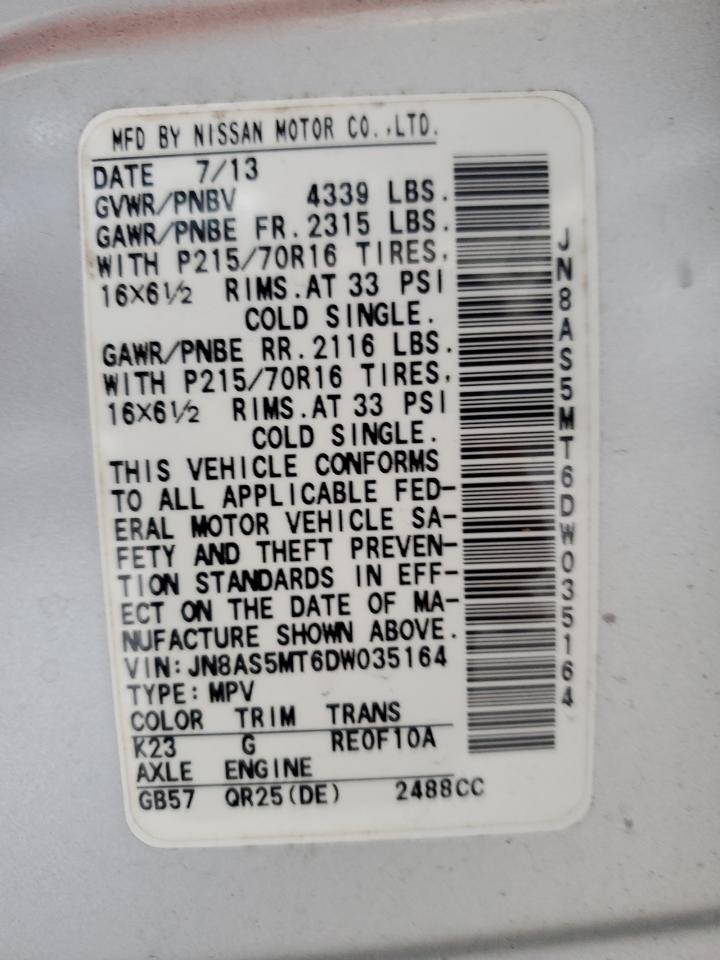 MFD BY NISSAN MOTOR CO.,LTD.
DATE 7/13
GVWR/PNBV 4339 LBS.
GAWR/PNBE FR.2315 LBS.
WITH P215/70R16 TIRES,
16×6½ RIMS.AT 33 PSI
COLD SINGLE.
GAWR/PNBE RR.2116 LBS.
WITH P215/70R16 TIRES,
16×6½ RIMS.AT 33 PSI
COLD SINGLE.
THIS VEHICLE CONFORMS
TO ALL APPLICABLE FED-
ERAL MOTOR VEHICLE SA-
FETY AND THEFT PREVEN-
TION STANDARDS IN EFF-
ECT ON THE DATE OF MA-
NUFACTURE SHOWN ABOVE.
VIN:JN8AS5MT6DW035164
TYPE:MPV
COLOR TRIM TRANS
K23 G RE0F10A
AXLE ENGINE
GB57 QR25(DE) 2488CC
JN8AS5MT6DW035164